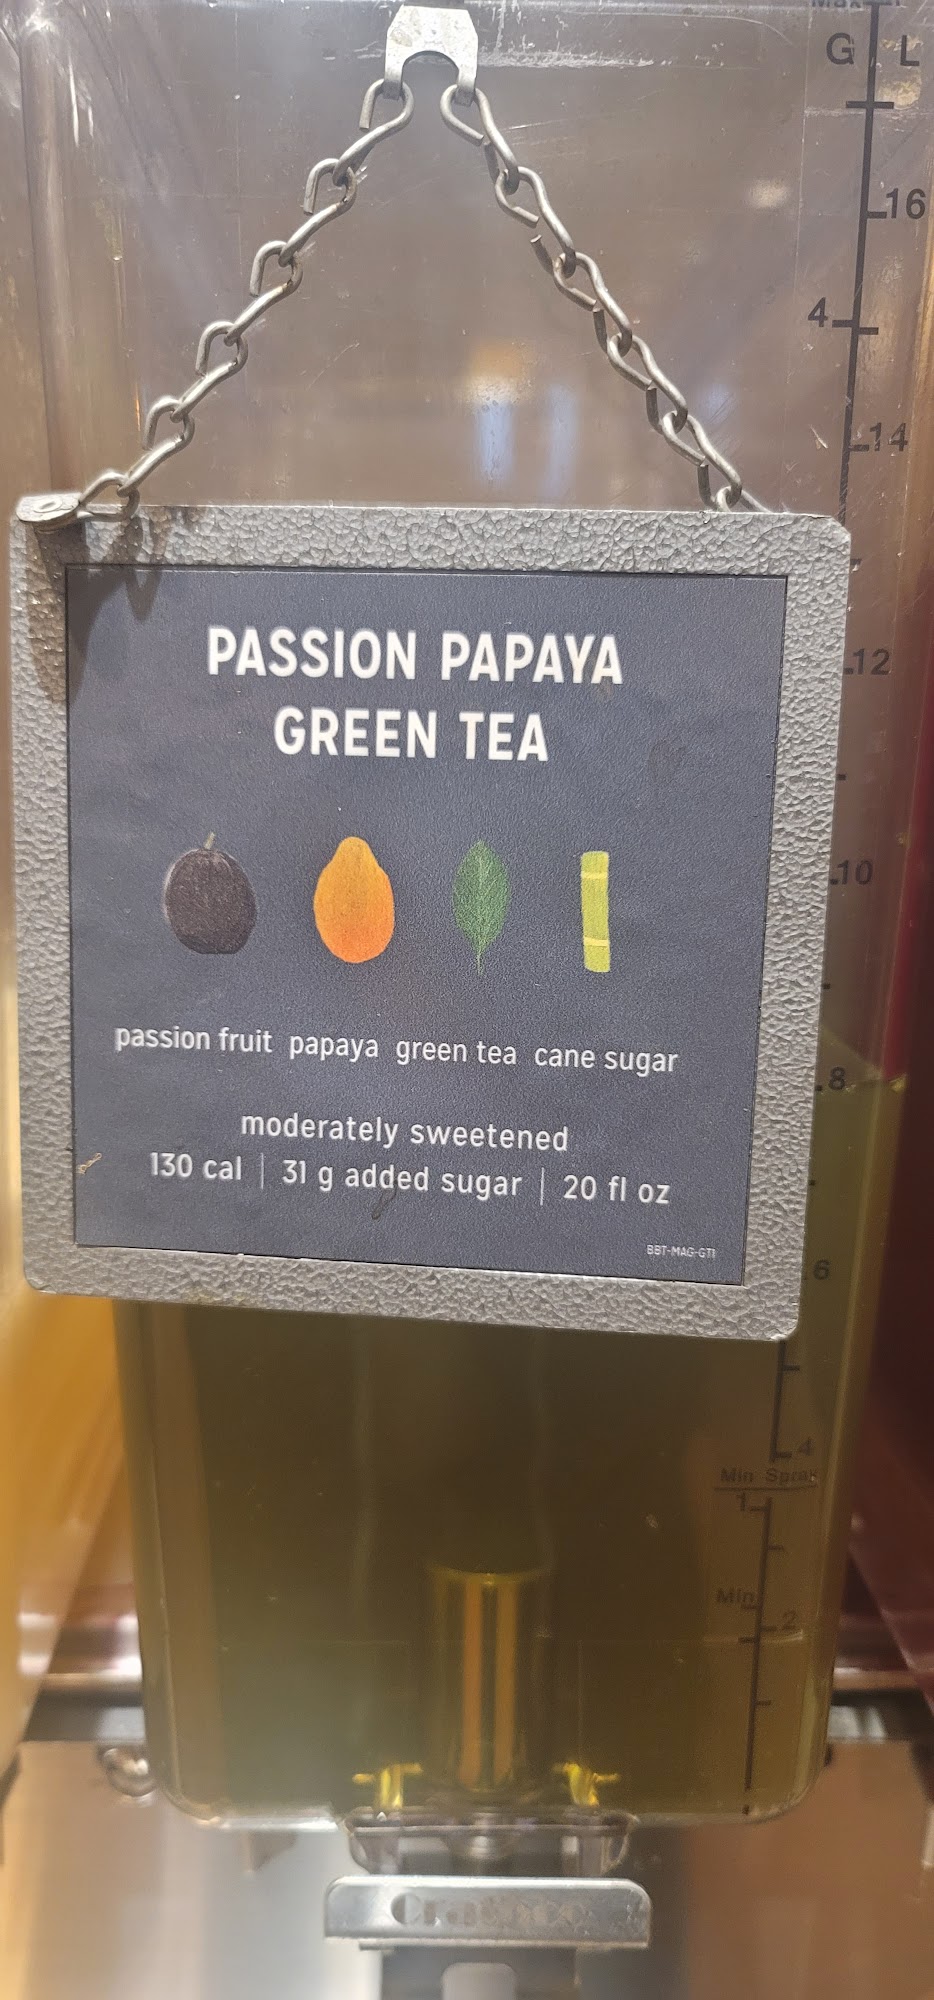 G L
16
4
14
PASSION PAPAYA
GREEN TEA
12
10
passion fruit papaya green tea cane sugar
8
moderately sweetened
130 cal | 31 g added sugar | 20 fl oz
BBT-MAG-GT1
6
4
Min Spray
1
Min
2